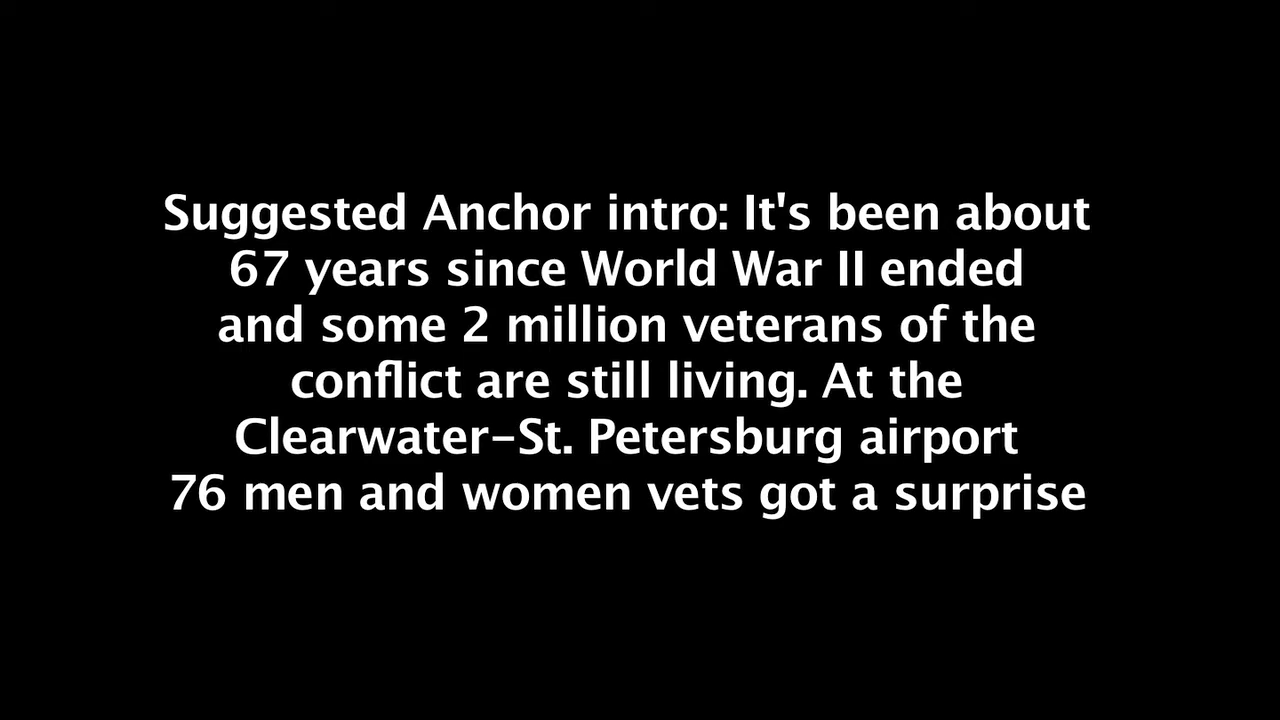 Suggested Anchor intro: It's been about
67 years since World War II ended
and some 2 million veterans of the
conflict are still living. At the
Clearwater-St. Petersburg airport
76 men and women vets got a surprise